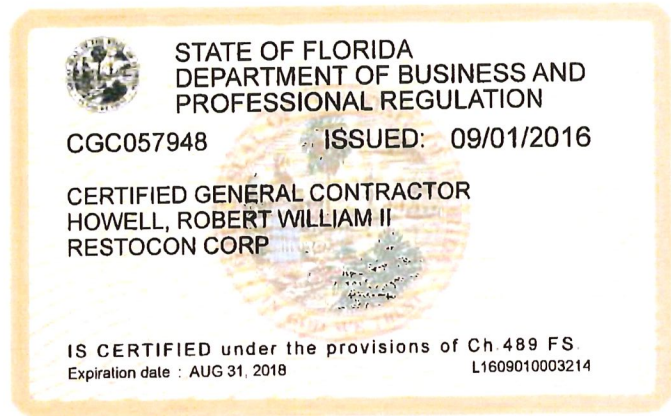 STATE OF FLORIDA
DEPARTMENT OF BUSINESS AND
PROFESSIONAL REGULATION
CGC057948 ISSUED: 09/01/2016
CERTIFIED GENERAL CONTRACTOR
HOWELL, ROBERT WILLIAM II
RESTOCON CORP
IS CERTIFIED under the provisions of Ch.489 FS.
Expiration date : AUG 31, 2018 L1609010003214